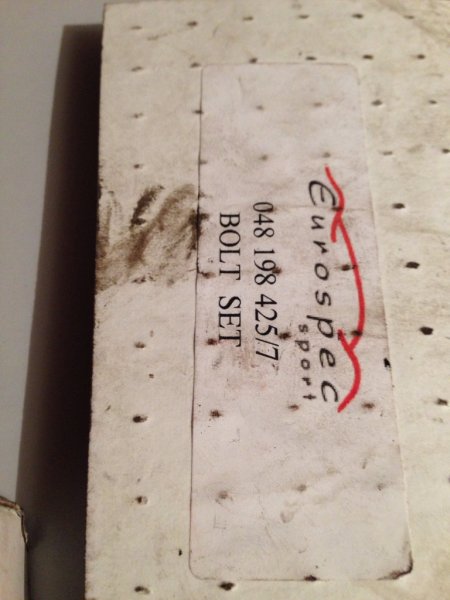 Eurospec
sport
048 198 425/7
BOLT SET